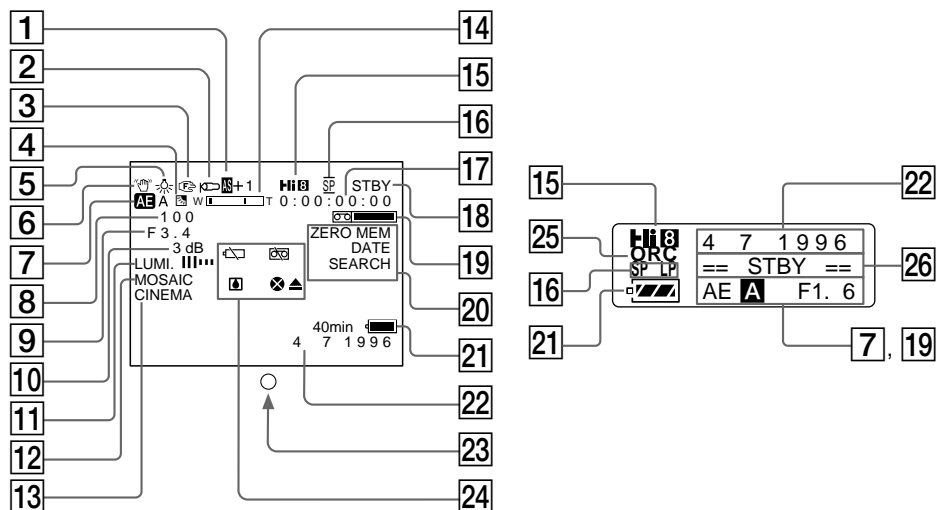 1
2
3
4
5
6
7
8
9
10
11
12
13
14
15
16
17
18
19
20
21
22
23
24
AS+1
Hi8 SP STBY
AE A W T 0:00:00:00
100
F3.4
3 dB
LUMI.
MOSAIC
CINEMA
ZERO MEM
DATE
SEARCH
40min
4 7 1996
15
25
16
21
22
26
7, 19
Hi8
ORC
SP LP
4 7 1996
== STBY ==
AE A F1. 6